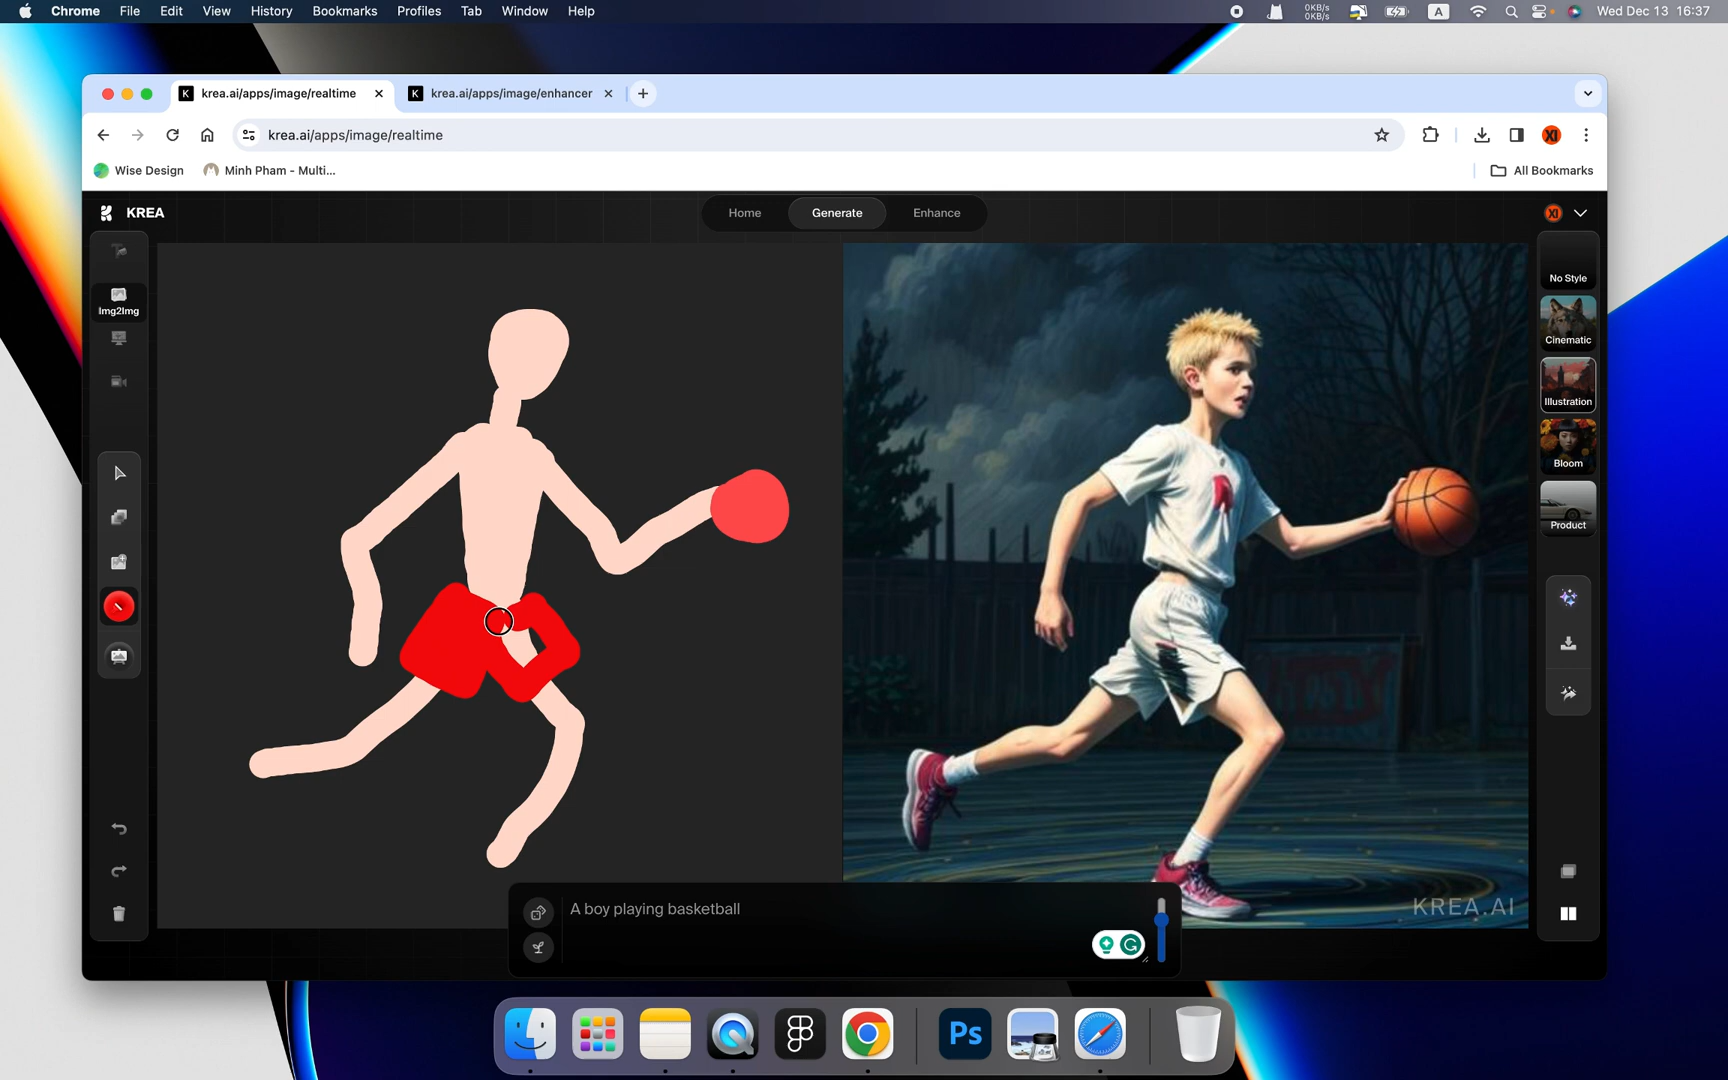 Chrome File Edit View History Bookmarks Profiles Tab Window Help
0KB/s
0KB/s
A
Wed Dec 13 16:37
K krea.ai/apps/image/realtime
K krea.ai/apps/image/enhancer
krea.ai/apps/image/realtime
XI
Wise Design
Minh Pham - Multi...
All Bookmarks
KREA
Home Generate Enhance
XI
Img2Img
No Style
Cinematic
Illustration
Bloom
Product
KREA.AI
A boy playing basketball
Ps